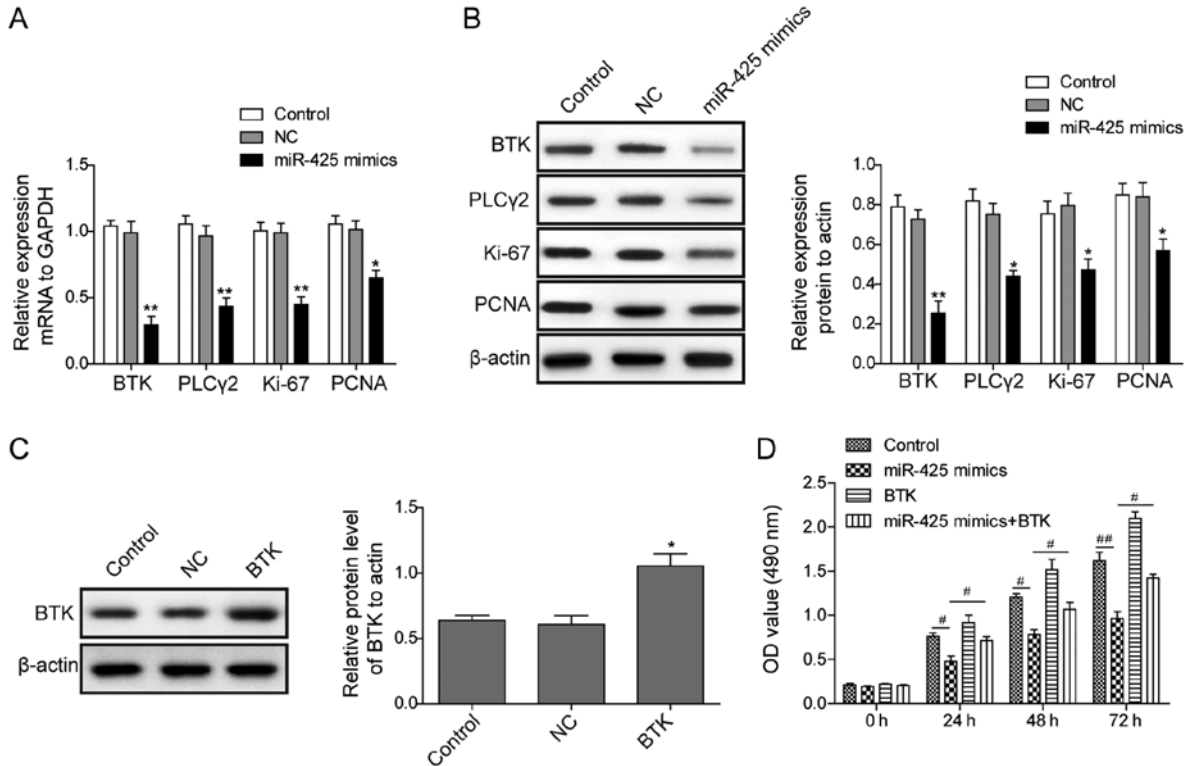 A
Control
NC
miR-425 mimics
Relative expression
mRNA to GAPDH
1.5
1.0
0.5
0.0
**
**
**
*
BTK PLCγ2 Ki-67 PCNA
B
Control NC miR-425 mimics
BTK
PLCγ2
Ki-67
PCNA
β-actin
Control
NC
miR-425 mimics
Relative expression
protein to actin
1.0
0.8
0.6
0.4
0.2
0.0
**
*
*
*
BTK PLCγ2 Ki-67 PCNA
C
Control NC BTK
BTK
β-actin
Relative protein level
of BTK to actin
1.5
1.0
0.5
0.0
*
Control NC BTK
D
Control
miR-425 mimics
BTK
miR-425 mimics+BTK
OD value (490 nm)
2.5
2.0
1.5
1.0
0.5
0.0
#
#
#
#
##
#
0 h 24 h 48 h 72 h